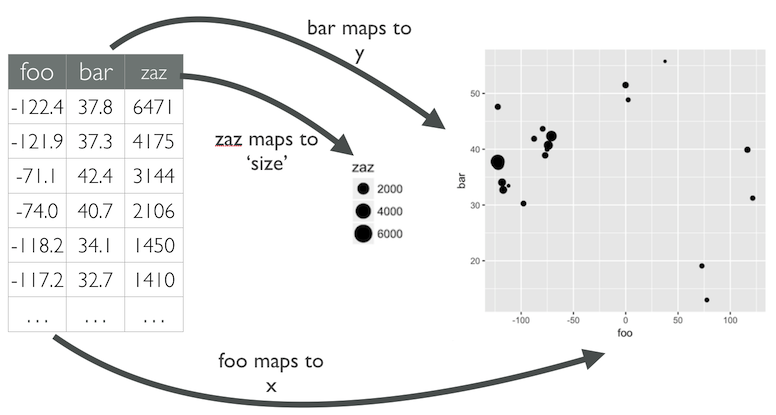 bar maps to
y
foo bar zaz
-122.4 37.8 6471
-121.9 37.3 4175
-71.1 42.4 3144
-74.0 40.7 2106
-118.2 34.1 1450
-117.2 32.7 1410
... ... ...
zaz maps to
‘size’
zaz
2000
4000
6000
bar
50
40
30
20
-100 -50 0 50 100
foo
foo maps to
x